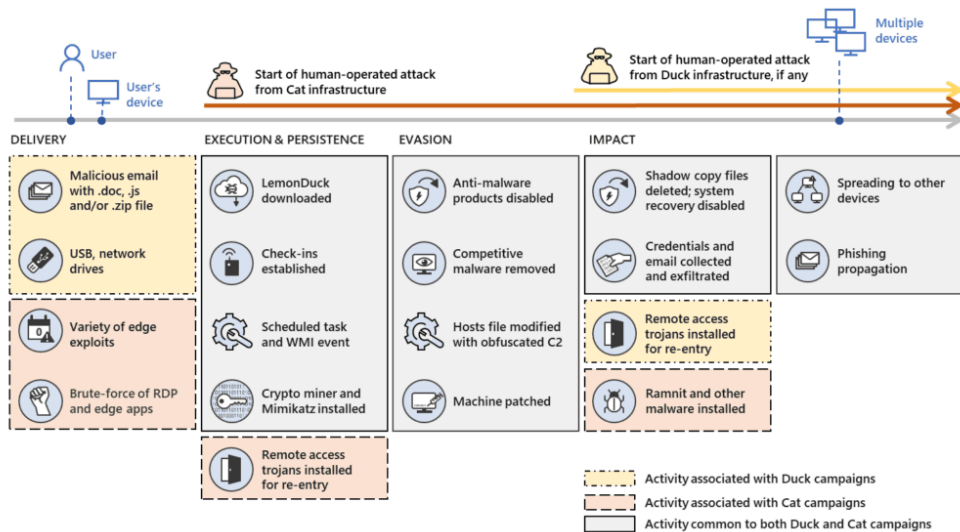 User
User's
device
Start of human-operated attack
from Cat infrastructure
Start of human-operated attack
from Duck infrastructure, if any
Multiple
devices
DELIVERY
Malicious email
with .doc, .js
and/or .zip file
USB, network
drives
Variety of edge
exploits
0
Brute-force of RDP
and edge apps
EXECUTION & PERSISTENCE
LemonDuck
downloaded
Check-ins
established
Scheduled task
and WMI event
Crypto miner and
Mimikatz installed
Remote access
trojans installed
for re-entry
EVASION
Anti-malware
products disabled
Competitive
malware removed
Hosts file modified
with obfuscated C2
Machine patched
IMPACT
Shadow copy files
deleted; system
recovery disabled
Credentials and
email collected
and exfiltrated
Remote access
trojans installed
for re-entry
Ramnit and other
malware installed
Spreading to other
devices
Phishing
propagation
Activity associated with Duck campaigns
Activity associated with Cat campaigns
Activity common to both Duck and Cat campaigns